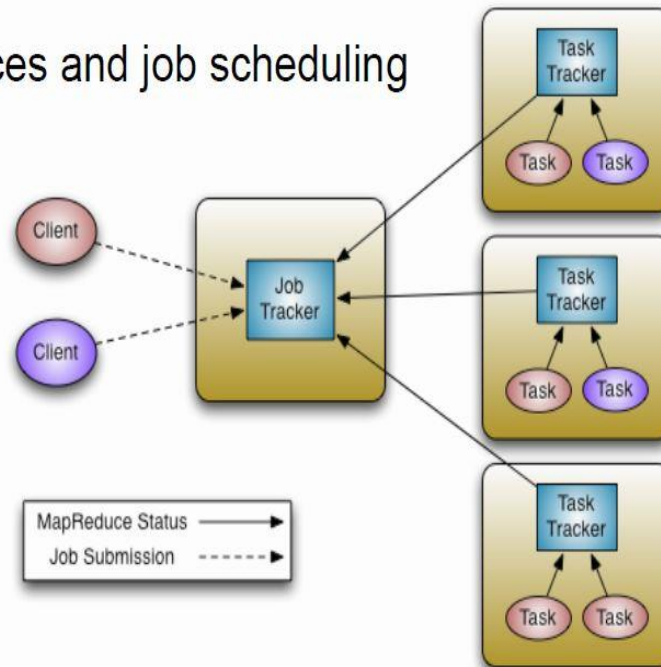 ces and job scheduling
Task
Tracker
Task Task
Client
Job
Tracker
Task
Tracker
Client
Task Task
Task
Tracker
MapReduce Status
Job Submission
Task Task